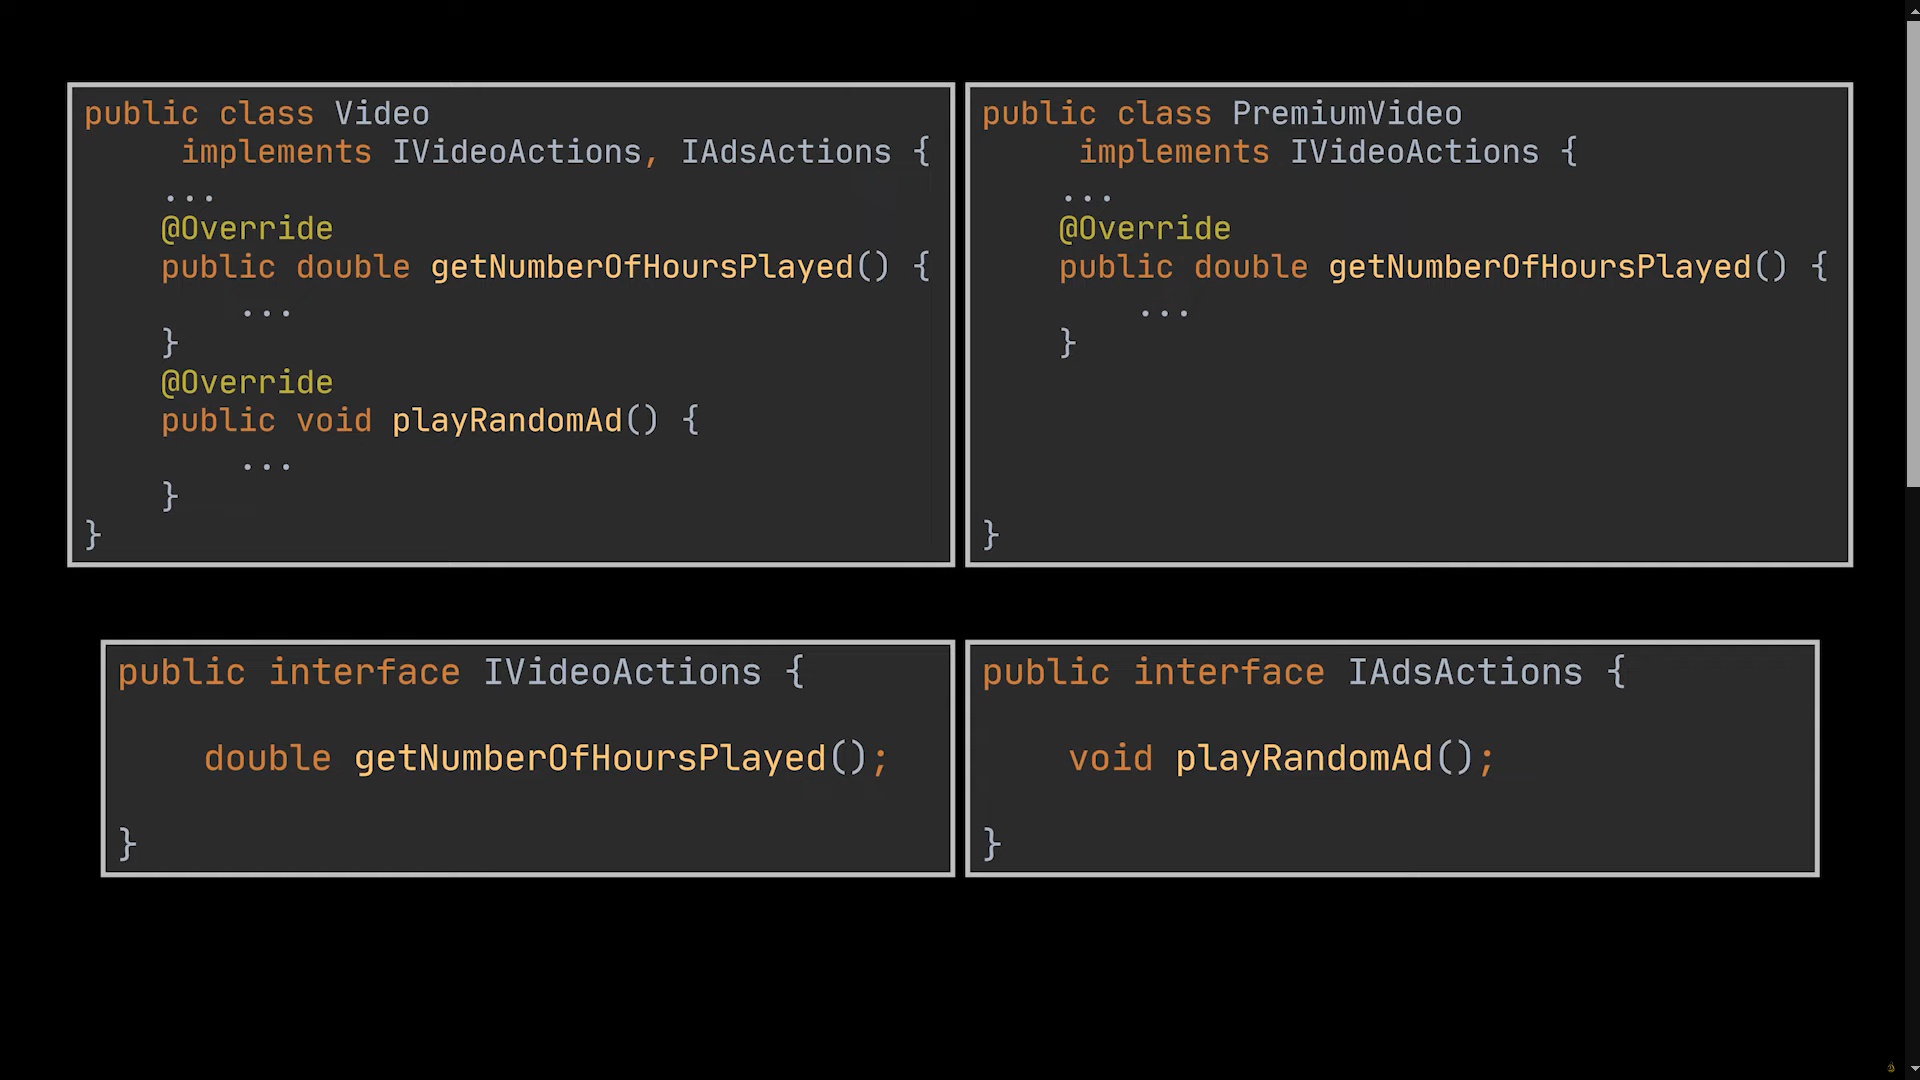 public class Video
implements IVideoActions, IAdsActions {
...
@Override
public double getNumberOfHoursPlayed() {
...
}
@Override
public void playRandomAd() {
...
}
}
public class PremiumVideo
implements IVideoActions {
...
@Override
public double getNumberOfHoursPlayed() {
...
}
}
public interface IVideoActions {
double getNumberOfHoursPlayed();
}
public interface IAdsActions {
void playRandomAd();
}